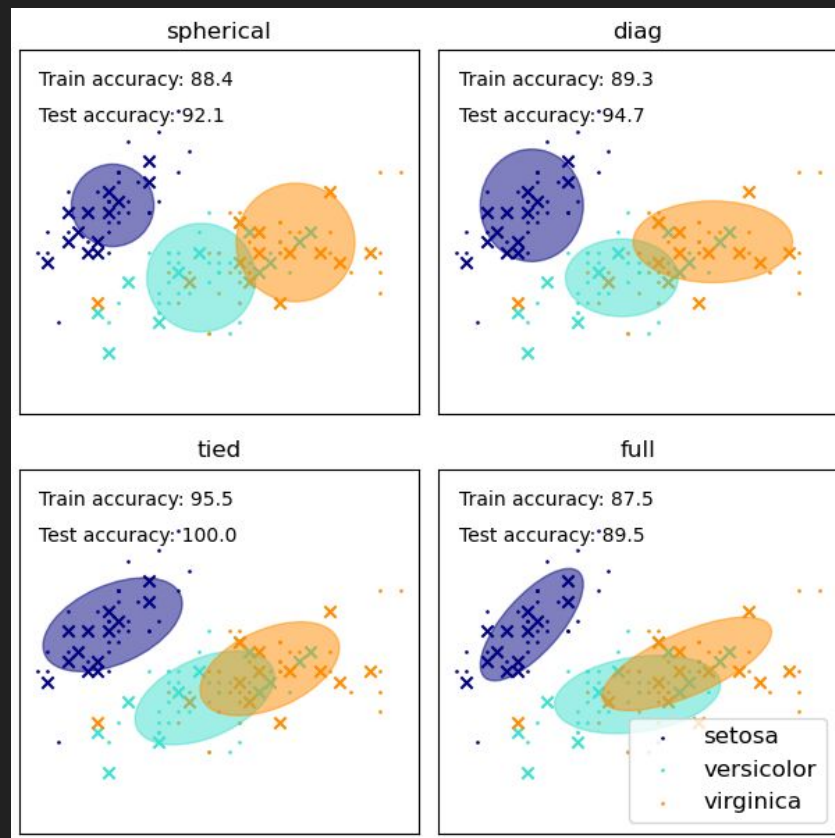 spherical
Train accuracy: 88.4
Test accuracy: 92.1
diag
Train accuracy: 89.3
Test accuracy: 94.7
tied
Train accuracy: 95.5
Test accuracy: 100.0
full
Train accuracy: 87.5
Test accuracy: 89.5
setosa
versicolor
virginica